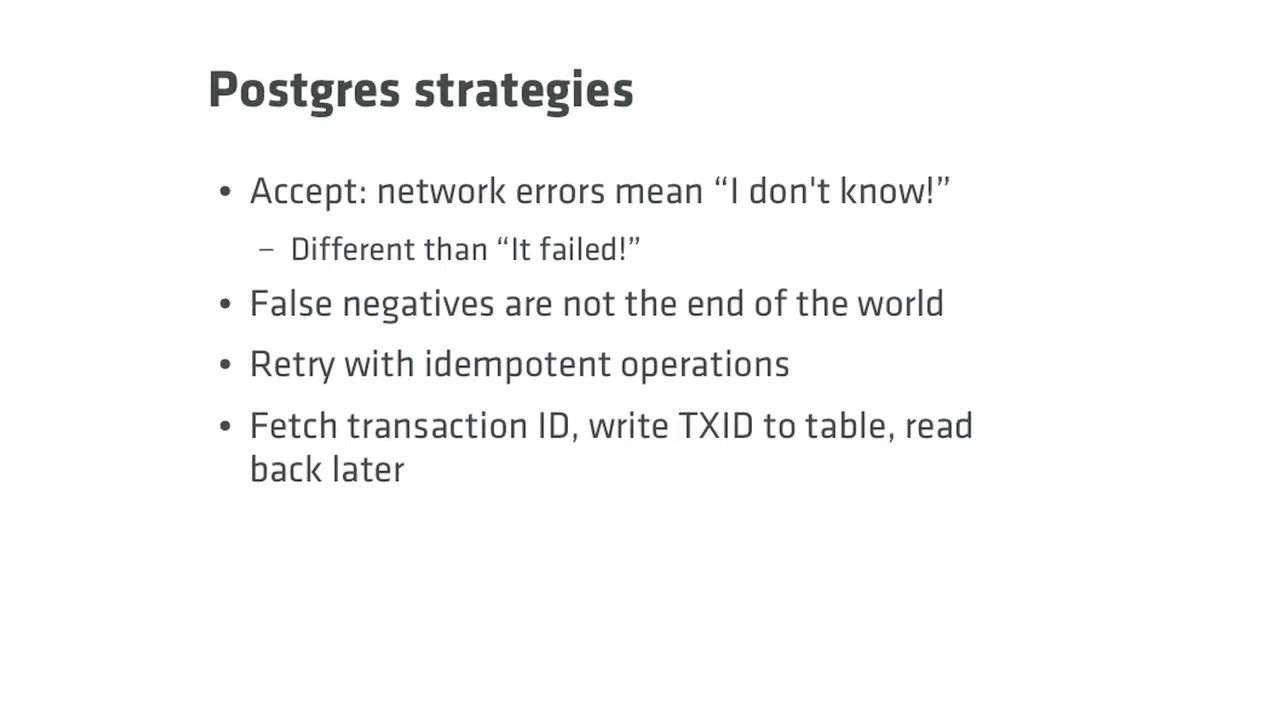 Postgres strategies
• Accept: network errors mean “I don't know!”
– Different than “It failed!”
• False negatives are not the end of the world
• Retry with idempotent operations
• Fetch transaction ID, write TXID to table, read
back later